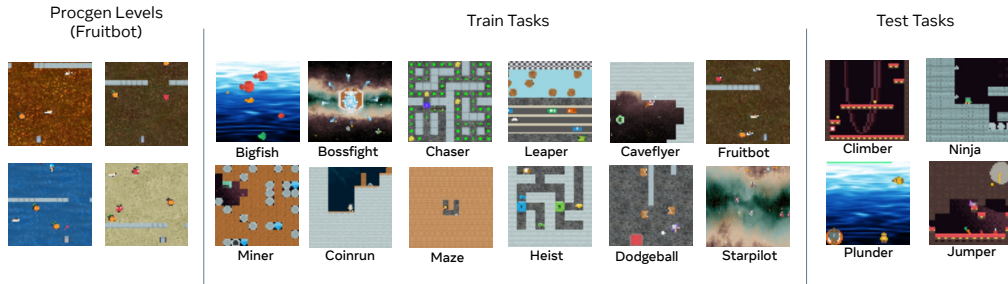 Procgen Levels
(Fruitbot)
Train Tasks
Test Tasks
Bigfish
Bossfight
Chaser
Leaper
Caveflyer
Fruitbot
Climber
Ninja
Miner
Coinrun
Maze
Heist
Dodgeball
Starpilot
Plunder
Jumper